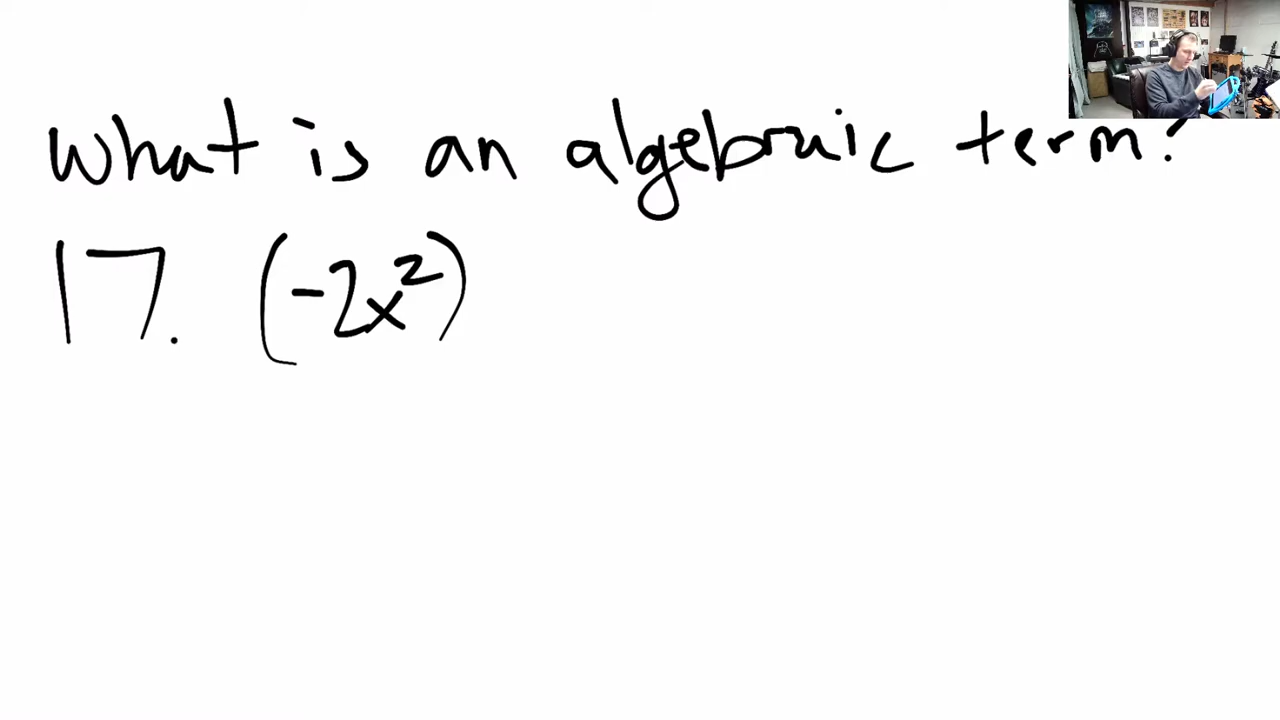 what is an algebraic term?
17. (-2x²)